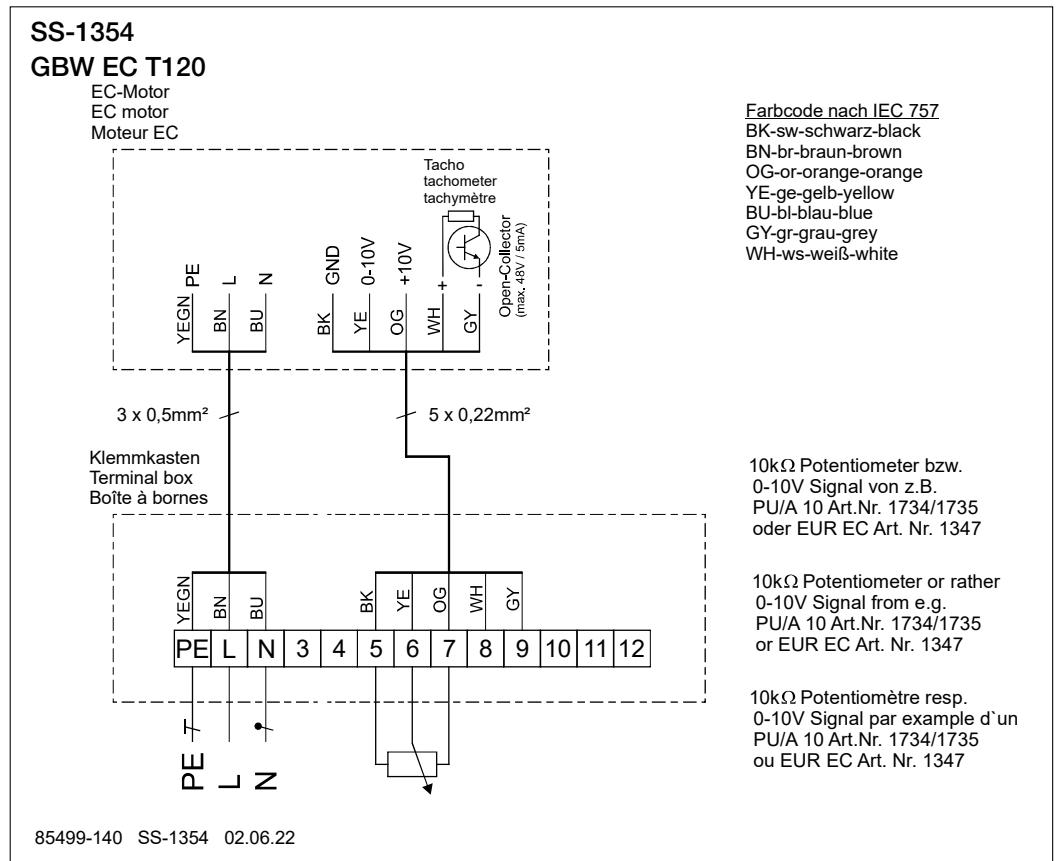 SS-1354
GBW EC T120
EC-Motor
EC motor
Moteur EC
Farbcode nach IEC 757
BK-sw-schwarz-black
BN-br-braun-brown
OG-or-orange-orange
YE-ge-gelb-yellow
BU-bl-blau-blue
GY-gr-grau-grey
WH-ws-weiß-white
Tacho
tachometer
tachymètre
Open-Collector
(max. 48V / 5mA)
PE
L
N
GND
0-10V
+10V
+
-
YEGN
BN
BU
BK
YE
OG
WH
GY
3 x 0,5mm²
5 x 0,22mm²
Klemmkasten
Terminal box
Boîte à bornes
YEGN
BN
BU
BK
YE
OG
WH
GY
PE L N 3 4 5 6 7 8 9 10 11 12
PE
L
N
10kΩ Potentiometer bzw.
0-10V Signal von z.B.
PU/A 10 Art.Nr. 1734/1735
oder EUR EC Art. Nr. 1347
10kΩ Potentiometer or rather
0-10V Signal from e.g.
PU/A 10 Art.Nr. 1734/1735
or EUR EC Art. Nr. 1347
10kΩ Potentiomètre resp.
0-10V Signal par example d`un
PU/A 10 Art.Nr. 1734/1735
ou EUR EC Art. Nr. 1347
85499-140 SS-1354 02.06.22